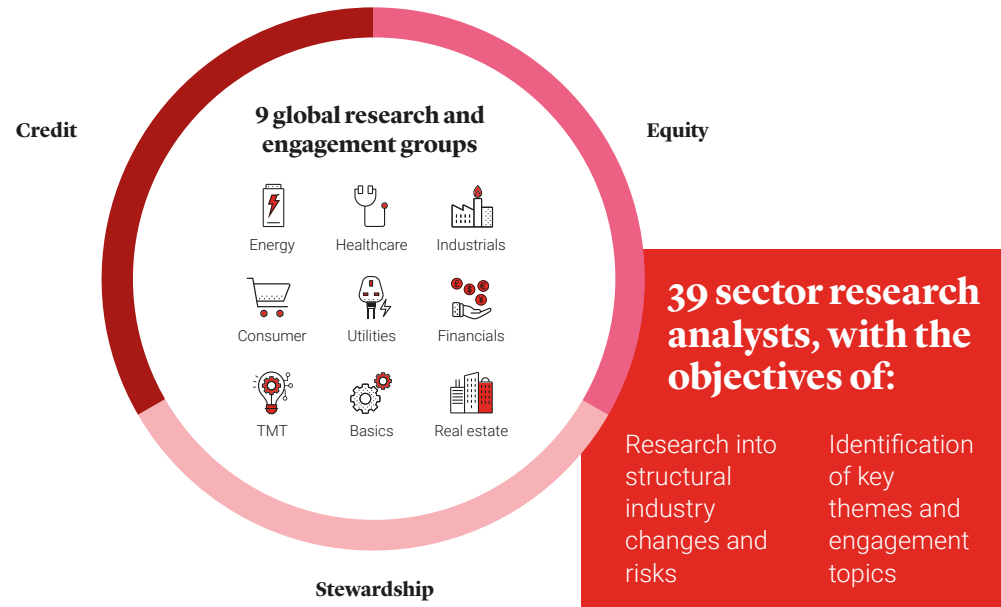 9 global research and
engagement groups
Credit
Equity
Energy
Healthcare
Industrials
Consumer
Utilities
Financials
TMT
Basics
Real estate
Stewardship
39 sector research
analysts, with the
objectives of:
Research into
structural
industry
changes and
risks
Identification
of key
themes and
engagement
topics
£
$
€
¥